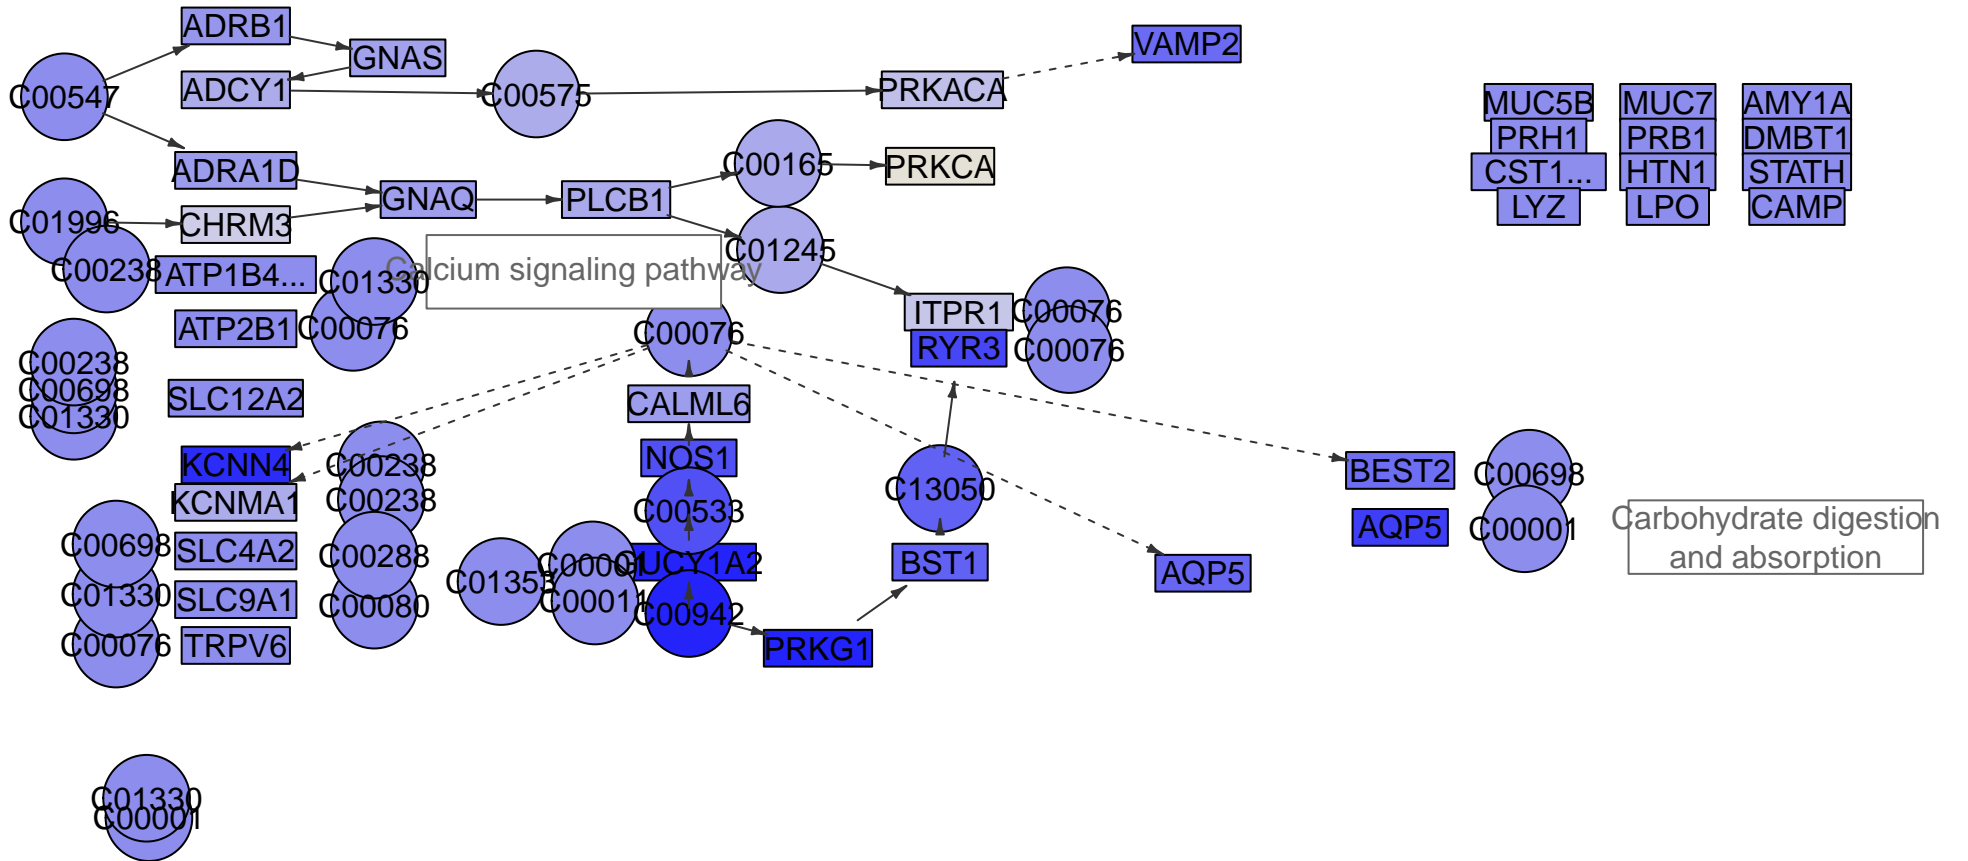 ADRB1
GNAS
VAMP2
C00547
ADCY1
C00575
PRKACA
MUC5B
MUC7
AMY1A
PRH1
PRB1
DMBT1
ADRA1D
C00165
PRKCA
CST1...
HTN1
STATH
GNAQ
PLCB1
LYZ
LPO
CAMP
C01996
CHRM3
C01245
C00238
ATP1B4...
C01330
Calcium signaling pathway
ATP2B1
C00076
C00076
ITPR1
C00076
RYR3
C00076
C00238
C00698
C01330
SLC12A2
CALML6
KCNN4
C00238
NOS1
BEST2
C00698
KCNMA1
C00238
C00533
C13050
AQP5
C00001
Carbohydrate digestion
and absorption
C00698
SLC4A2
C00288
C00001
GUCY1A2
BST1
AQP5
C01330
SLC9A1
C00080
C01353
C00011
C00942
C00076
TRPV6
PRKG1
C01330
C00001